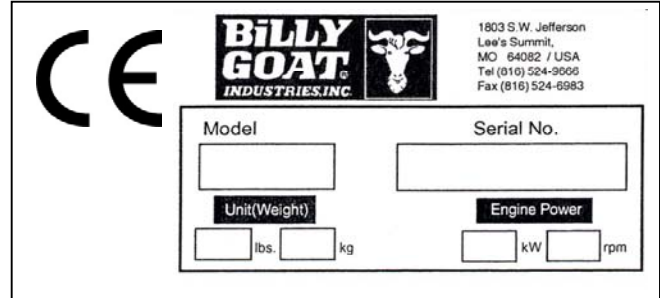 CE
BiLLY
GOAT®
INDUSTRIES,INC.
1803 S.W. Jefferson
Lee's Summit,
MO 64082 / USA
Tel (816) 524-9666
Fax (816) 524-6983
Model
Serial No.
Unit(Weight)
Engine Power
lbs.
kg
kW
rpm